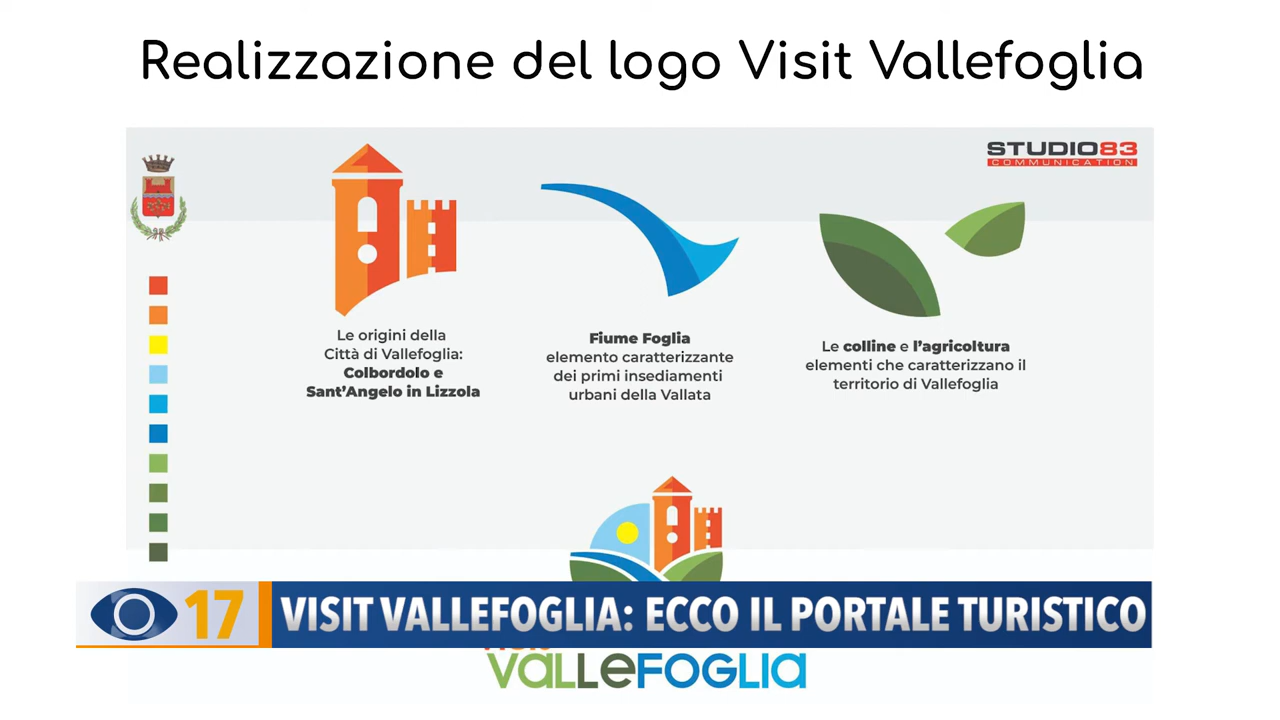 Realizzazione del logo Visit Vallefoglia
STUDIO83
COMMUNICATION
Le origini della
Città di Vallefoglia:
Colbordolo e
Sant'Angelo in Lizzola
Fiume Foglia
elemento caratterizzante
dei primi insediamenti
urbani della Vallata
Le colline e l'agricoltura
elementi che caratterizzano il
territorio di Vallefoglia
17
VISIT VALLEFOGLIA: ECCO IL PORTALE TURISTICO
VALLEFOGLIA